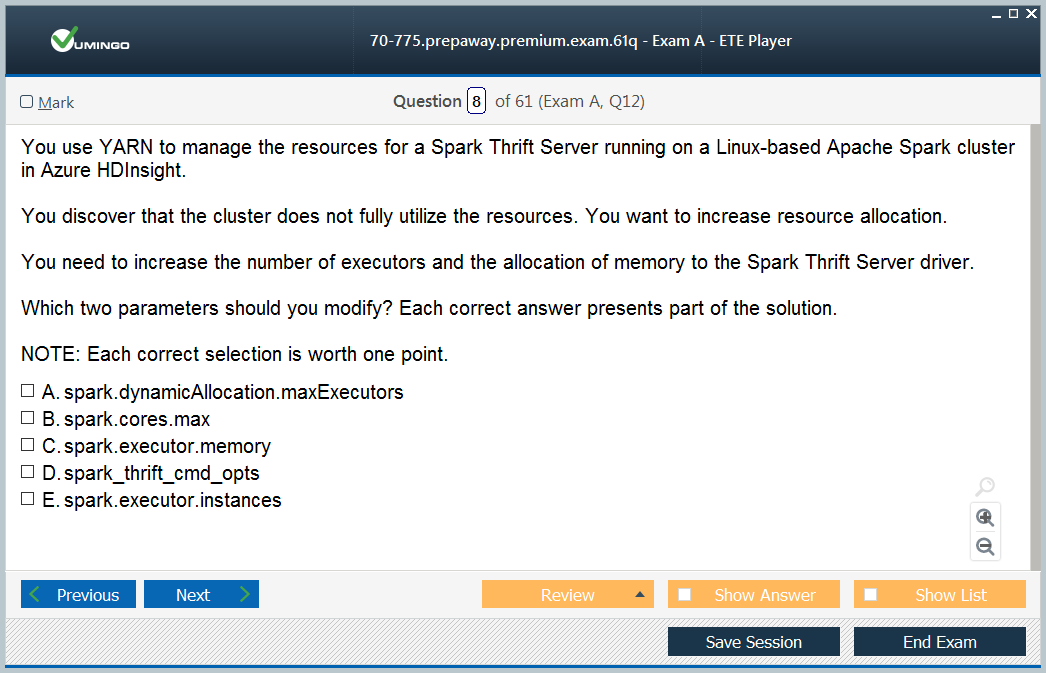 VUMINGO
70-775.prepaway.premium.exam.61q - Exam A - ETE Player
Mark
Question 8 of 61 (Exam A, Q12)
You use YARN to manage the resources for a Spark Thrift Server running on a Linux-based Apache Spark cluster
in Azure HDInsight.
You discover that the cluster does not fully utilize the resources. You want to increase resource allocation.
You need to increase the number of executors and the allocation of memory to the Spark Thrift Server driver.
Which two parameters should you modify? Each correct answer presents part of the solution.
NOTE: Each correct selection is worth one point.
A. spark.dynamicAllocation.maxExecutors
B. spark.cores.max
C. spark.executor.memory
D. spark_thrift_cmd_opts
E. spark.executor.instances
Previous
Next
Review
Show Answer
Show List
Save Session
End Exam